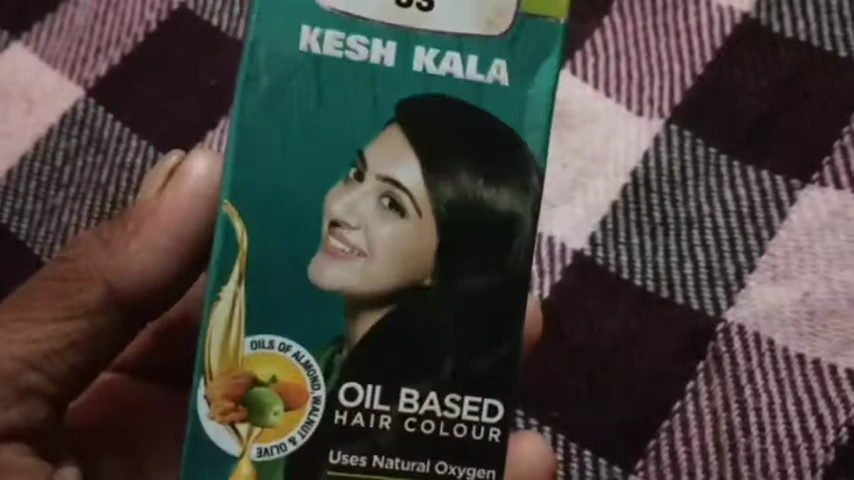 KESH KALA
OILS OF ALMOND, WALNUT & OLIVE
OIL BASED
HAIR COLOUR
Uses Natural Oxygen